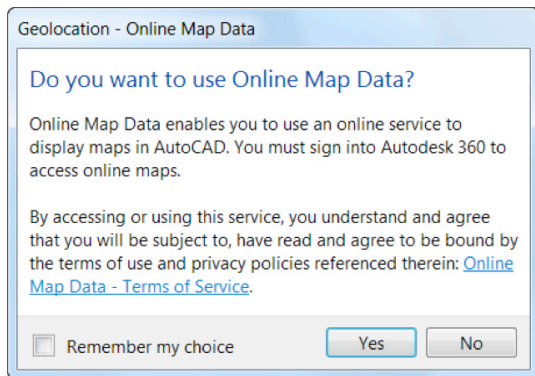 Geolocation - Online Map Data
Do you want to use Online Map Data?
Online Map Data enables you to use an online service to
display maps in AutoCAD. You must sign into Autodesk 360 to
access online maps.
By accessing or using this service, you understand and agree
that you will be subject to, have read and agree to be bound by
the terms of use and privacy policies referenced therein: Online
Map Data - Terms of Service.
Remember my choice
Yes
No